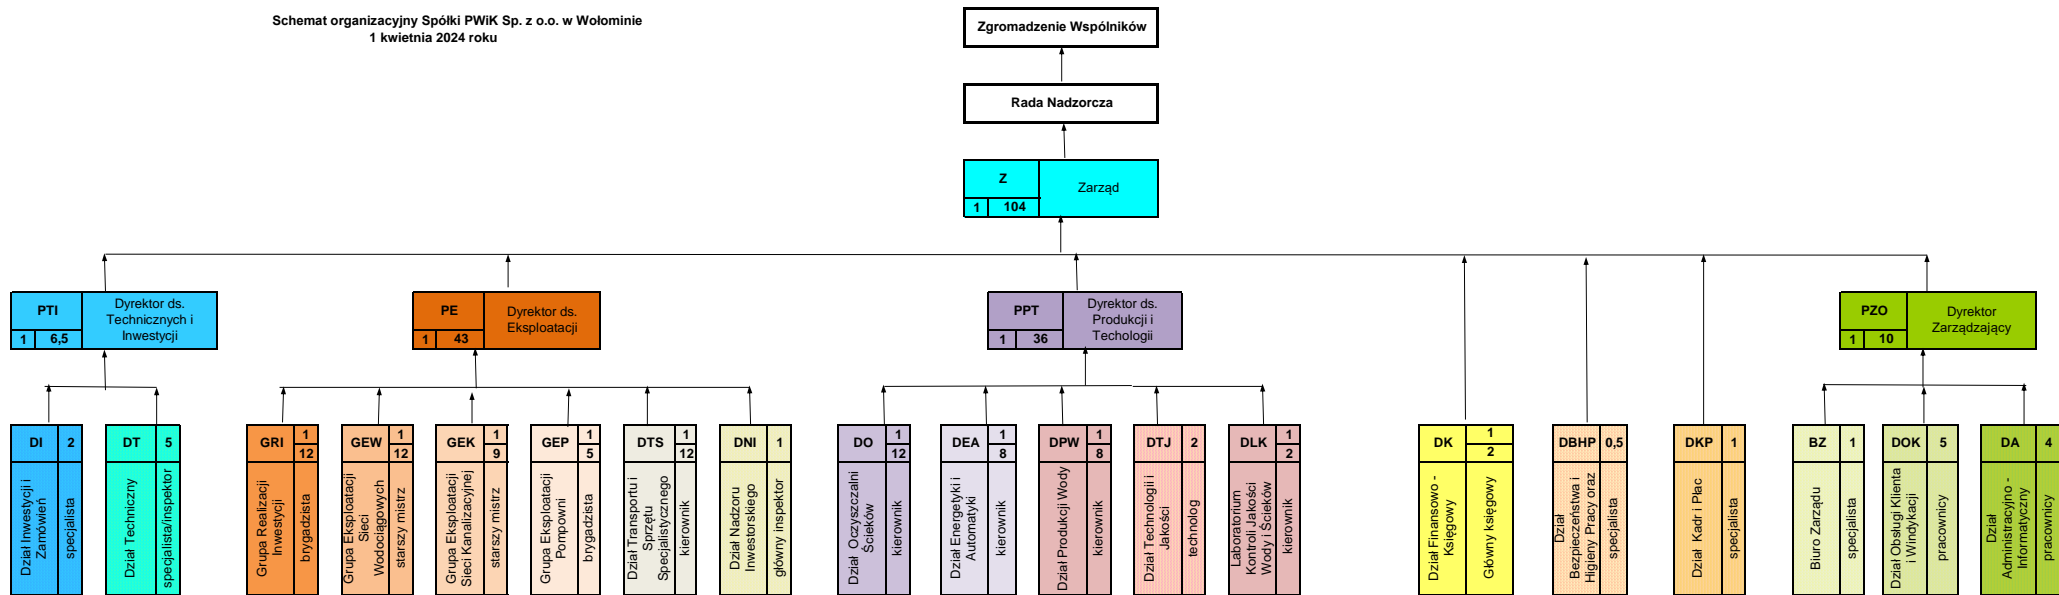 Schemat organizacyjny Spółki PWiK Sp. z o.o. w Wołominie
1 kwietnia 2024 roku
Zgromadzenie Wspólników
Rada Nadzorcza
Z
Zarząd
1 104
PTI
Dyrektor ds.
Technicznych i
Inwestycji
1 6,5
PE
Dyrektor ds.
Eksploatacji
1 43
PPT
Dyrektor ds.
Produkcji i
Techologii
1 36
PZO
Dyrektor
Zarządzający
1 10
DI 2
Dział Inwestycji i
Zamówień
specjalista
DT 5
Dział Techniczny
specjalista/inspektor
GRI 1
12
Grupa Realizacji
Inwestycji
brygadzista
GEW 1
12
Grupa Eksploatacji
Sieci
Wodociągowych
starszy mistrz
GEK 1
9
Grupa Eksploatacji
Sieci Kanalizacyjnej
starszy mistrz
GEP 1
5
Grupa Eksploatacji
Pompowni
brygadzista
DTS 1
12
Dział Transportu i
Sprzętu
Specjalistycznego
kierownik
DNI 1
Dział Nadzoru
Inwestorskiego
główny inspektor
DO 1
12
Dział Oczyszczalni
Ścieków
kierownik
DEA 1
8
Dział Energetyki i
Automatyki
kierownik
DPW 1
8
Dział Produkcji Wody
kierownik
DTJ 2
Dział Technologii i
Jakości
technolog
DLK 1
2
Laboratorium
Kontroli Jakości
Wody i Ścieków
kierownik
DK 1
2
Dział Finansowo -
Księgowy
Główny księgowy
DBHP 0,5
Dział
Bezpieczeństwa i
Higieny Pracy oraz
specjalista
DKP 1
Dział Kadr i Płac
specjalista
BZ 1
Biuro Zarządu
specjalista
DOK 5
Dział Obsługi Klienta
i Windykacji
pracownicy
DA 4
Dział
Administracyjno -
Informatyczny
pracownicy